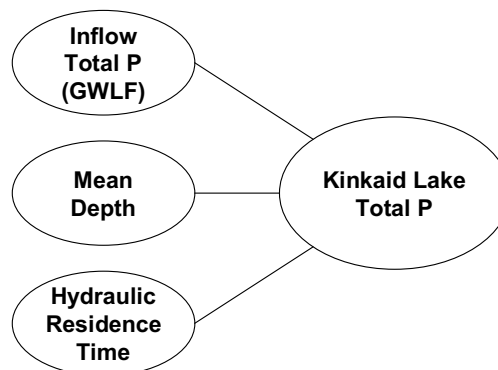 Inflow
Total P
(GWLF)
Mean
Depth
Kinkaid Lake
Total P
Hydraulic
Residence
Time